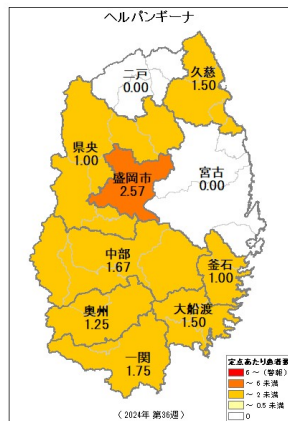 ヘルパンギーナ
二戸
0.00
久慈
1.50
県央
1.00
盛岡市
2.57
宮古
0.00
中部
1.67
釜石
1.00
奥州
1.25
大船渡
1.50
一関
1.75
定点あたり患者数
6 ~ (警報)
~ 6 未満
~ 2 未満
~ 0.5 未満
0
(2024年 第36週)